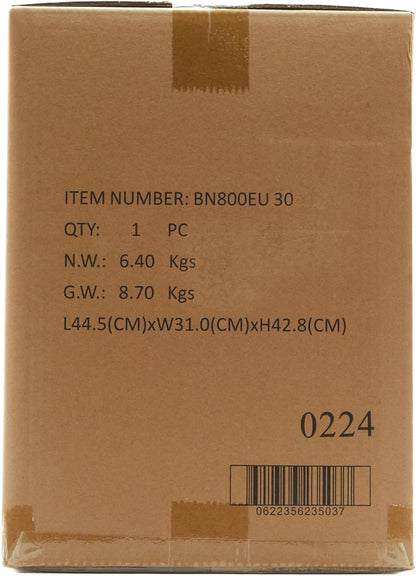 ITEM NUMBER: BN800EU 30
QTY: 1 PC
N.W.: 6.40 Kgs
G.W.: 8.70 Kgs
L44.5(CM)xW31.0(CM)xH42.8(CM)
0224
0622356235037